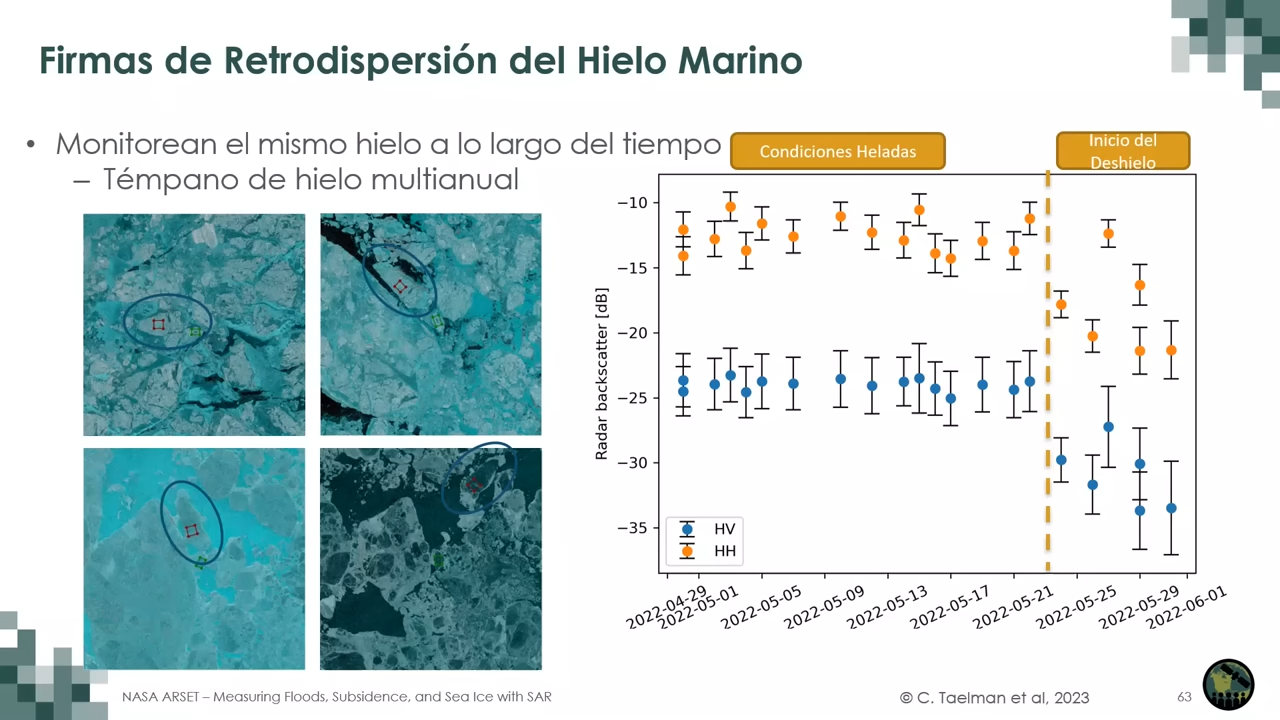 Firmas de Retrodispersión del Hielo Marino
• Monitorean el mismo hielo a lo largo del tiempo
– Témpano de hielo multianual
Condiciones Heladas
Inicio del
Deshielo
Radar backscatter [dB]
−10
−15
−20
−25
−30
−35
HV
HH
2022-04-29
2022-05-01
2022-05-05
2022-05-09
2022-05-13
2022-05-17
2022-05-21
2022-05-25
2022-05-29
2022-06-01
NASA ARSET – Measuring Floods, Subsidence, and Sea Ice with SAR
© C. Taelman et al, 2023
63